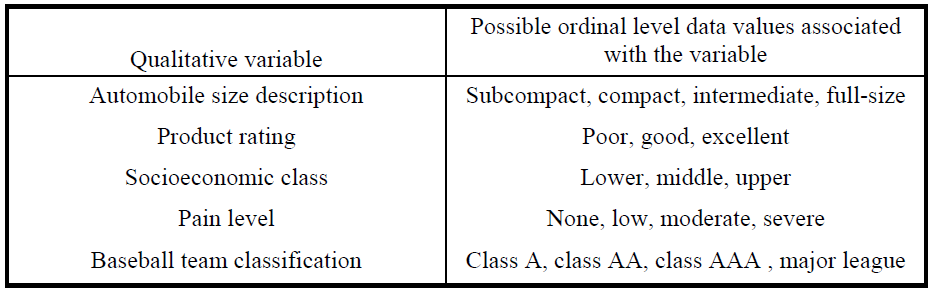 Qualitative variable
Possible ordinal level data values associated
with the variable
Automobile size description
Subcompact, compact, intermediate, full-size
Product rating
Poor, good, excellent
Socioeconomic class
Lower, middle, upper
Pain level
None, low, moderate, severe
Baseball team classification
Class A, class AA, class AAA , major league